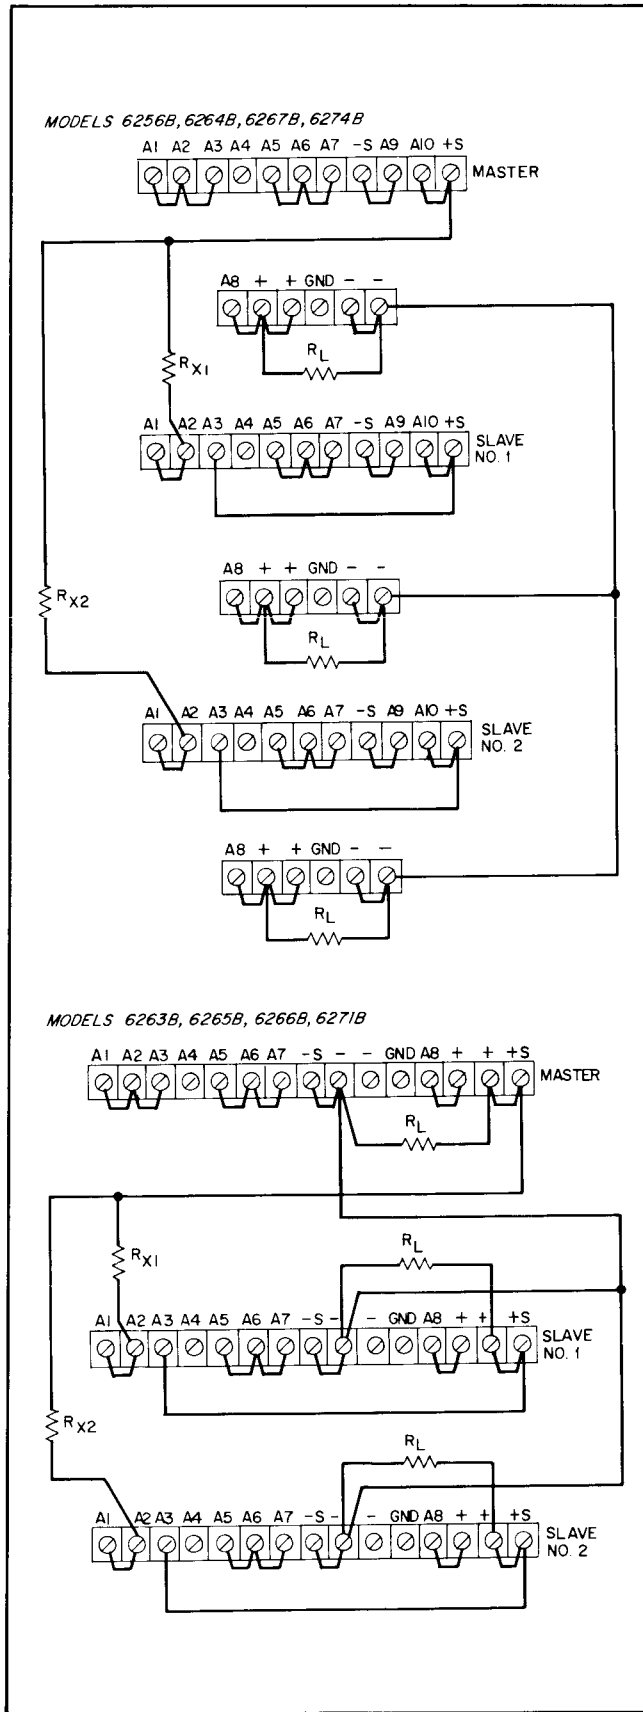 MODELS 6256B, 6264B, 6267B, 6274B
A1 A2 A3 A4 A5 A6 A7 -S A9 A10 +S
MASTER
A8 + + GND - -
RL
RX1
A1 A2 A3 A4 A5 A6 A7 -S A9 A10 +S
SLAVE
NO. 1
A8 + + GND - -
RX2
RL
A1 A2 A3 A4 A5 A6 A7 -S A9 A10 +S
SLAVE
NO. 2
A8 + + GND - -
RL
MODELS 6263B, 6265B, 6266B, 6271B
A1 A2 A3 A4 A5 A6 A7 -S - - GND A8 + + +S
MASTER
RL
RX1
RL
A1 A2 A3 A4 A5 A6 A7 -S - - GND A8 + + +S
SLAVE
NO. 1
RX2
RL
A1 A2 A3 A4 A5 A6 A7 -S - - GND A8 + + +S
SLAVE
NO. 2